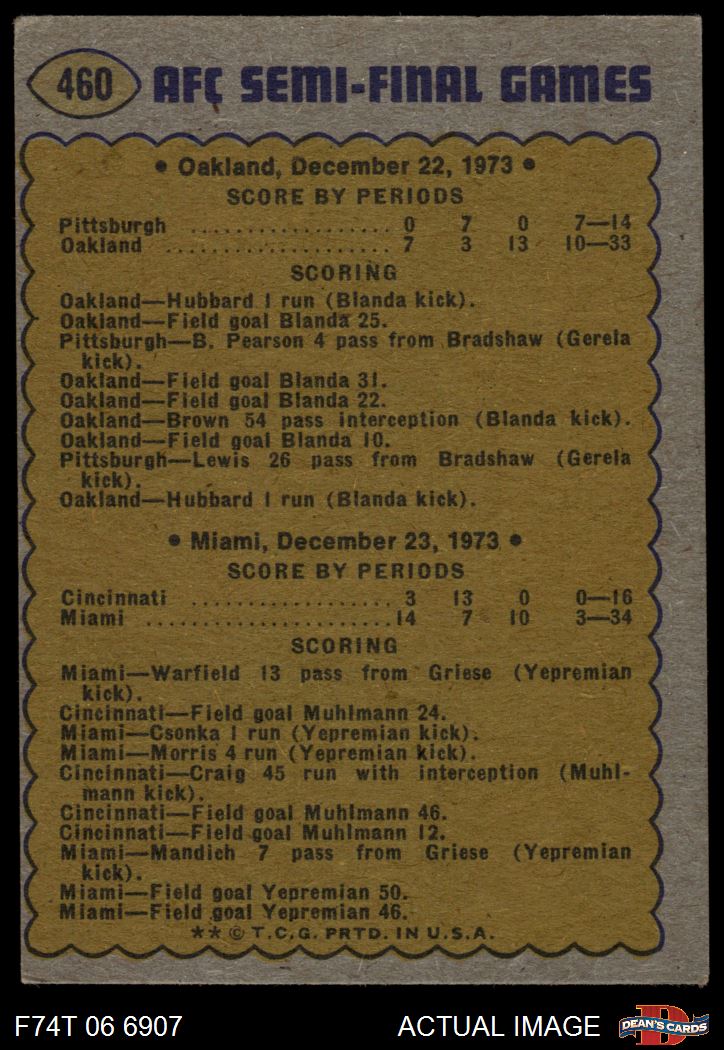 460 AFC SEMI-FINAL GAMES
• Oakland, December 22, 1973 •
SCORE BY PERIODS
Pittsburgh .................. 0 7 0 7—14
Oakland .................... 7 3 13 10—33
SCORING
Oakland—Hubbard 1 run (Blanda kick).
Oakland—Field goal Blanda 25.
Pittsburgh—B. Pearson 4 pass from Bradshaw (Gerela
kick).
Oakland—Field goal Blanda 31.
Oakland—Field goal Blanda 22.
Oakland—Brown 54 pass interception (Blanda kick).
Oakland—Field goal Blanda 10.
Pittsburgh—Lewis 26 pass from Bradshaw (Gerela
kick).
Oakland—Hubbard 1 run (Blanda kick).
• Miami, December 23, 1973 •
SCORE BY PERIODS
Cincinnati .................. 3 13 0 0—16
Miami ...................... 14 7 10 3—34
SCORING
Miami—Warfield 13 pass from Griese (Yepremian
kick).
Cincinnati—Field goal Muhlmann 24.
Miami—Csonka 1 run (Yepremian kick).
Miami—Morris 4 run (Yepremian kick).
Cincinnati—Craig 45 run with interception (Muhl-
mann kick).
Cincinnati—Field goal Muhlmann 46.
Cincinnati—Field goal Muhlmann 12.
Miami—Mandich 7 pass from Griese (Yepremian
kick).
Miami—Field goal Yepremian 50.
Miami—Field goal Yepremian 46.
** © T.C.G. PRTD. IN U.S.A.
F74T 06 6907 ACTUAL IMAGE D DEAN'S CARDS